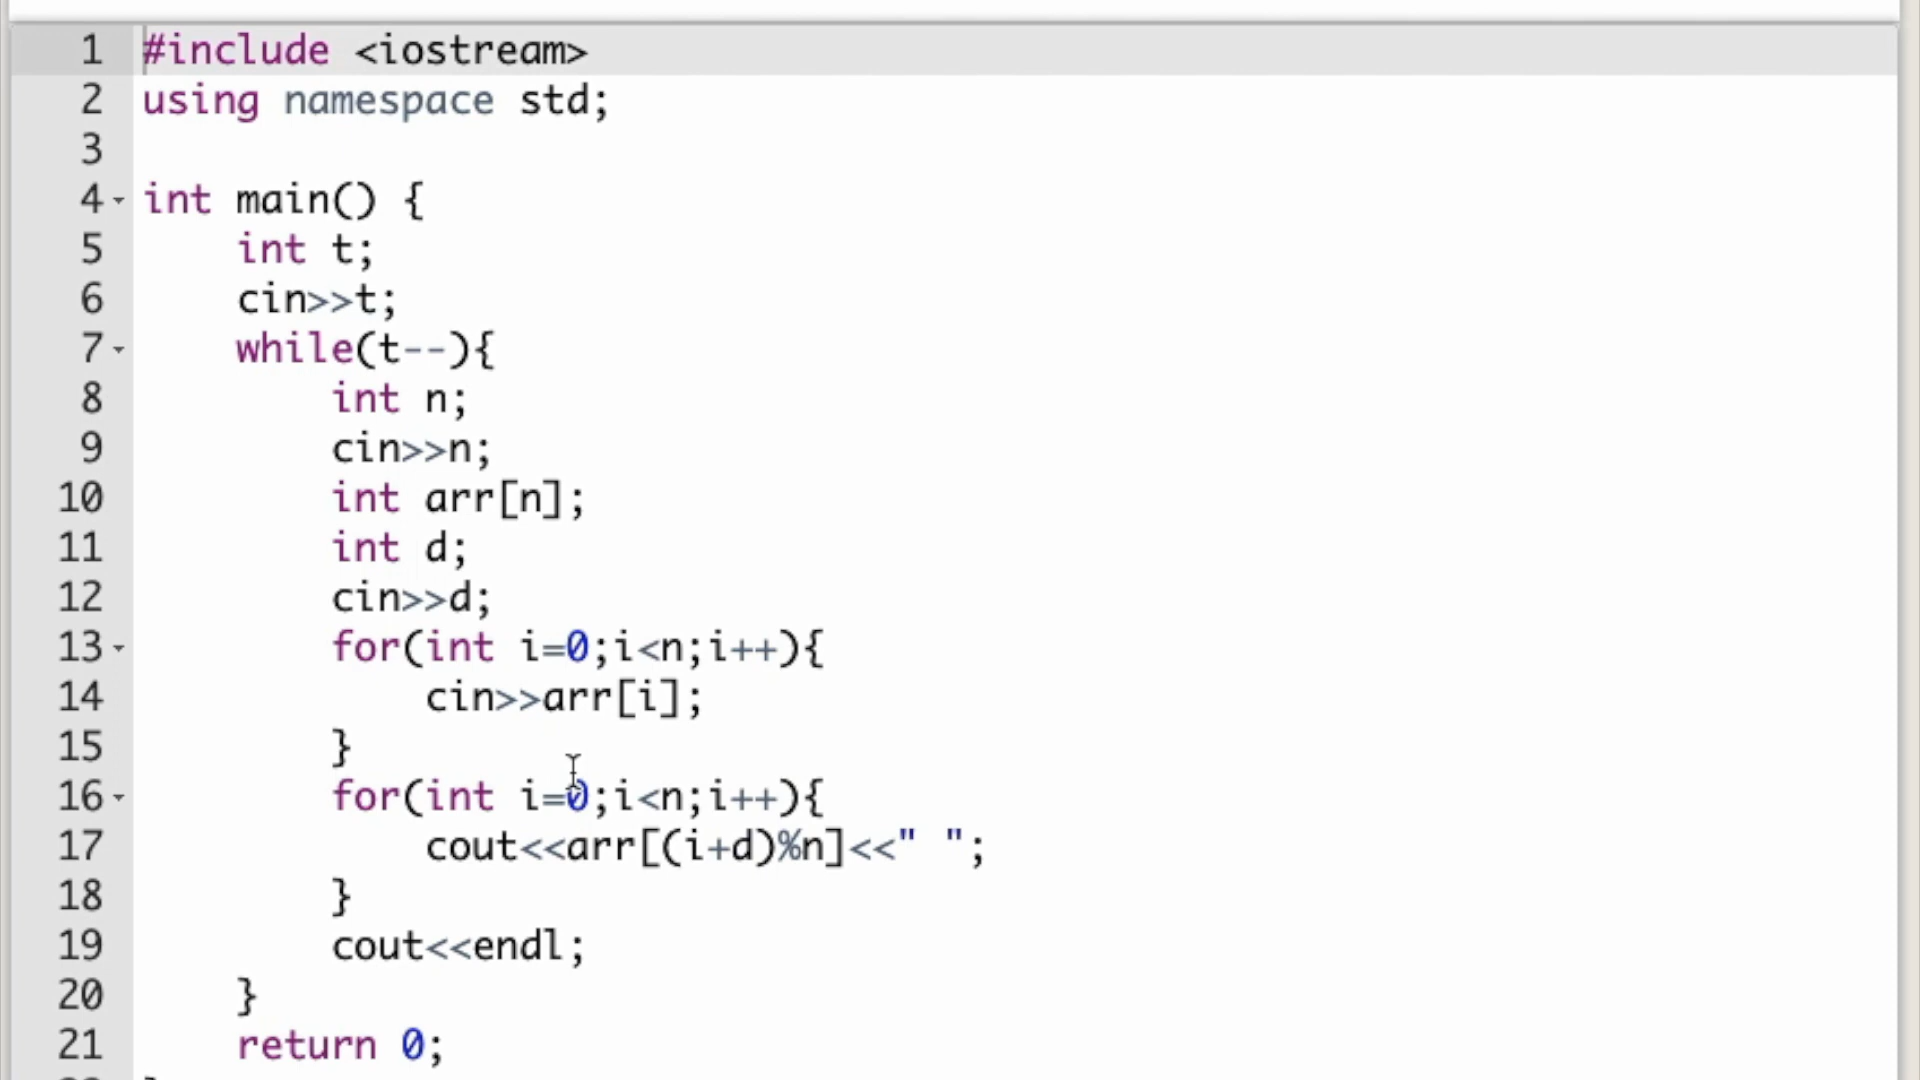 1 #include <iostream>
2 using namespace std;
3
4 int main() {
5     int t;
6     cin>>t;
7     while(t--){
8         int n;
9         cin>>n;
10         int arr[n];
11         int d;
12         cin>>d;
13         for(int i=0;i<n;i++){
14             cin>>arr[i];
15         }
16         for(int i=0;i<n;i++){
17             cout<<arr[(i+d)%n]<<" ";
18         }
19         cout<<endl;
20     }
21     return 0;